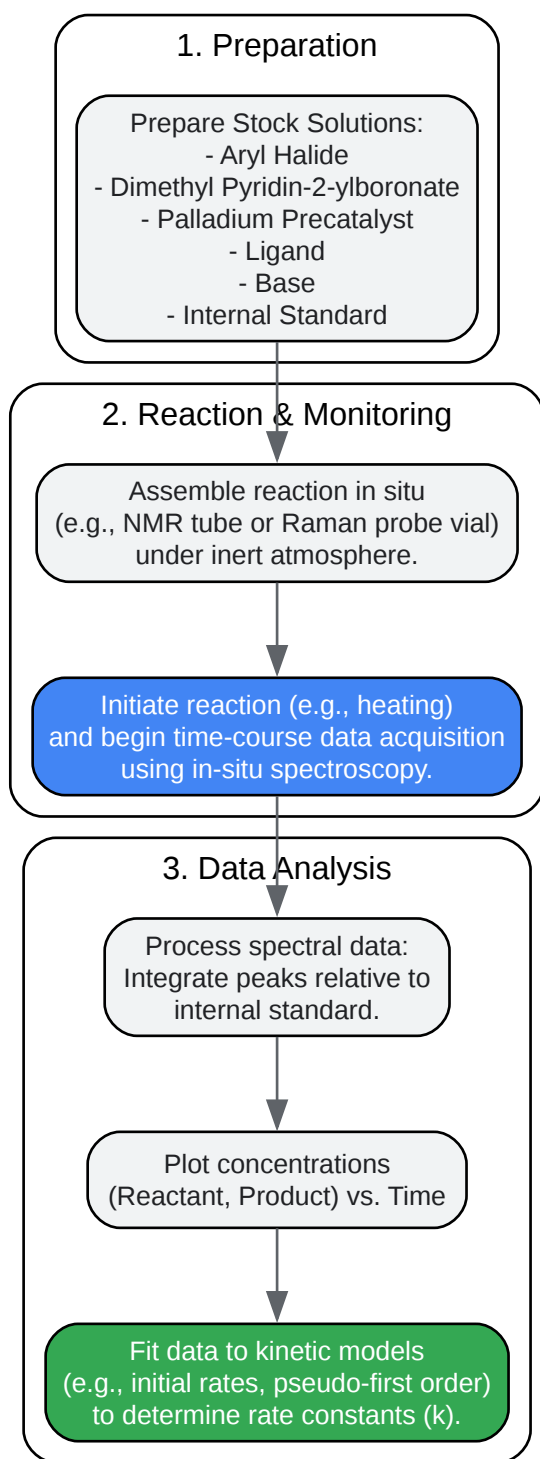 1. Preparation
Prepare Stock Solutions:
- Aryl Halide
- Dimethyl Pyridin-2-ylboronate
- Palladium Precatalyst
- Ligand
- Base
- Internal Standard
2. Reaction & Monitoring
Assemble reaction in situ
(e.g., NMR tube or Raman probe vial)
under inert atmosphere.
Initiate reaction (e.g., heating)
and begin time-course data acquisition
using in-situ spectroscopy.
3. Data Analysis
Process spectral data:
Integrate peaks relative to
internal standard.
Plot concentrations
(Reactant, Product) vs. Time
Fit data to kinetic models
(e.g., initial rates, pseudo-first order)
to determine rate constants (k).